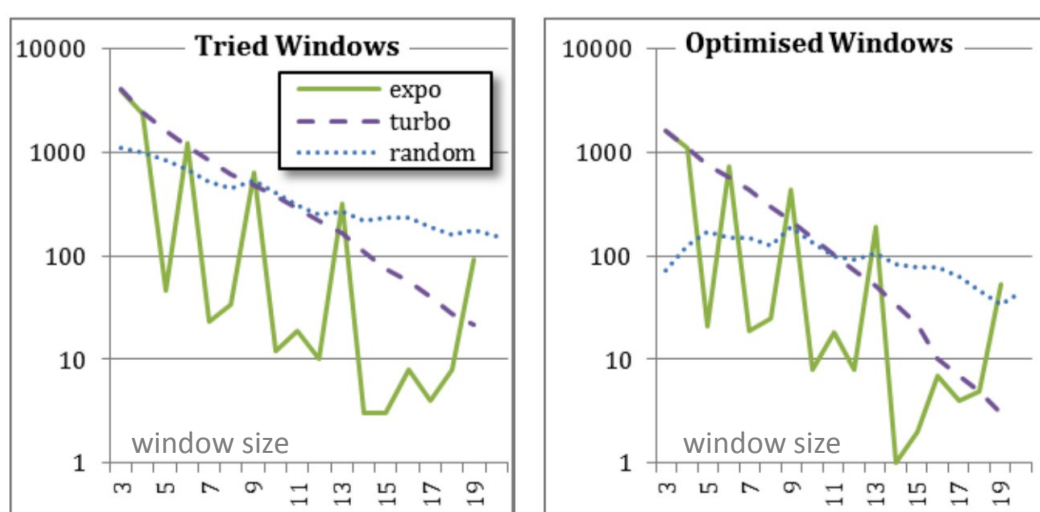 Tried Windows
10000
1000
100
10
1
expo
turbo
random
window size
3 5 7 9 11 13 15 17 19
Optimised Windows
10000
1000
100
10
1
window size
3 5 7 9 11 13 15 17 19